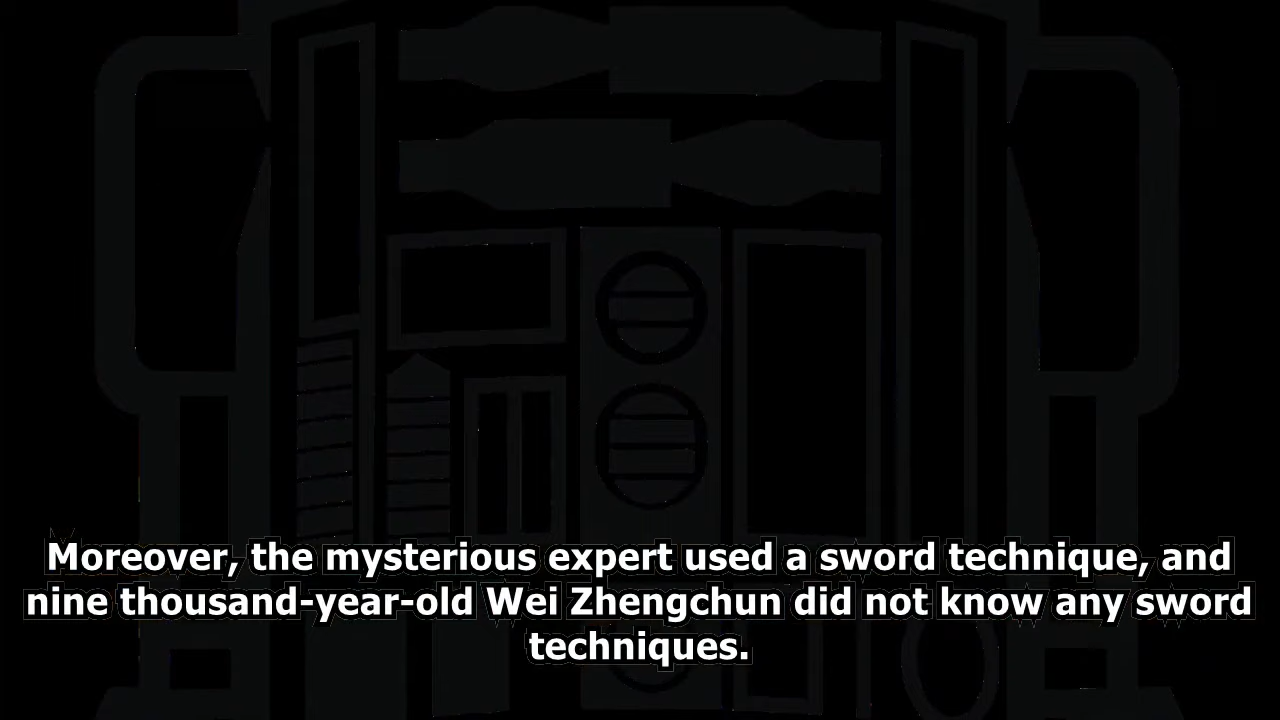 Moreover, the mysterious expert used a sword technique, and
nine thousand-year-old Wei Zhengchun did not know any sword
techniques.